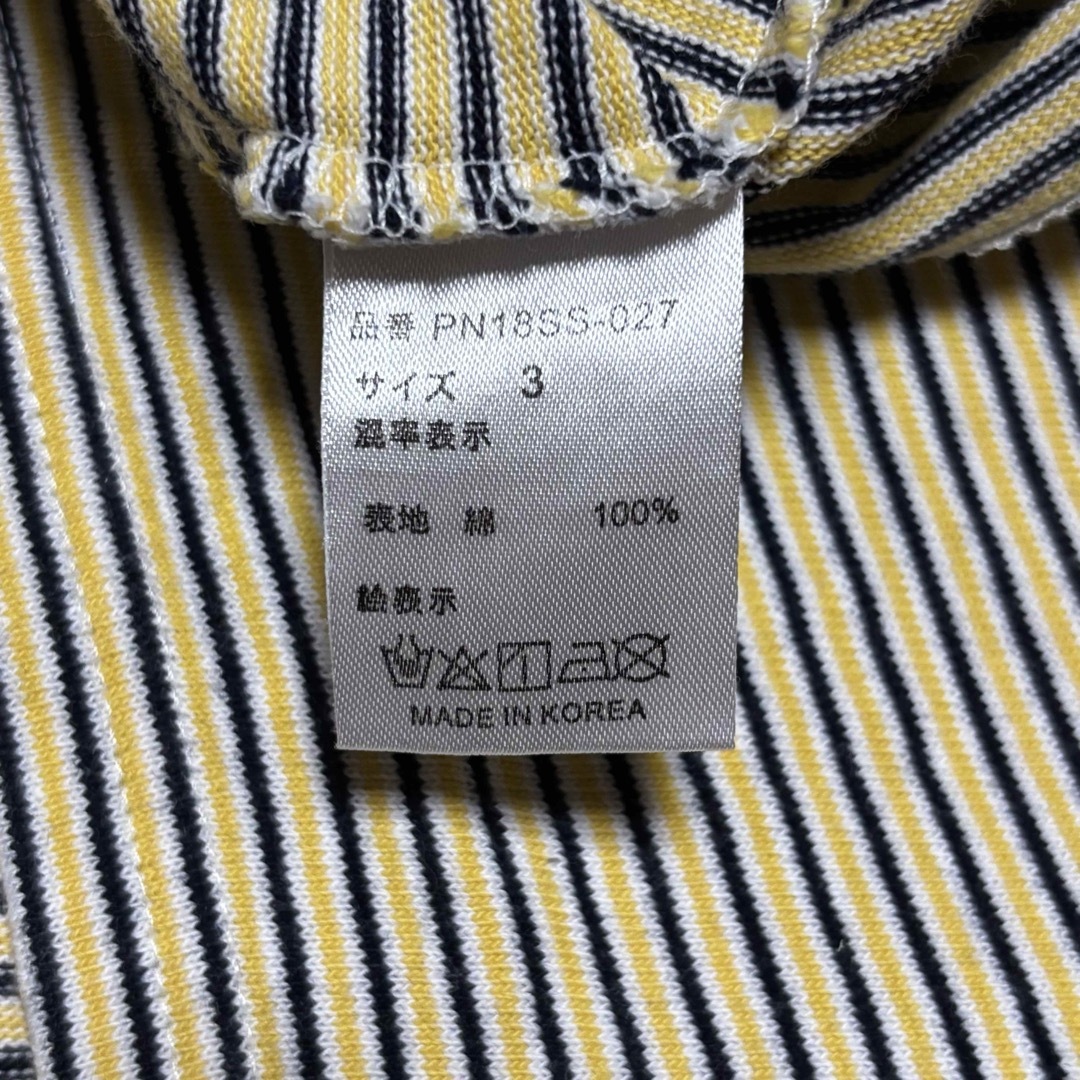 品番 PN18SS-027
サイズ 3
混率表示
表地 綿 100%
絵表示
MADE IN KOREA